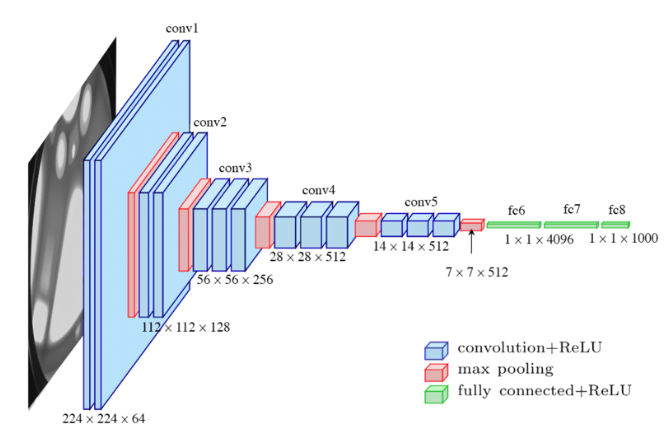 conv1
conv2
conv3
conv4
conv5
fc6
fc7
fc8
1 × 1 × 4096
1 × 1 × 1000
14 × 14 × 512
28 × 28 × 512
7 × 7 × 512
56 × 56 × 256
112 × 112 × 128
224 × 224 × 64
convolution+ReLU
max pooling
fully connected+ReLU